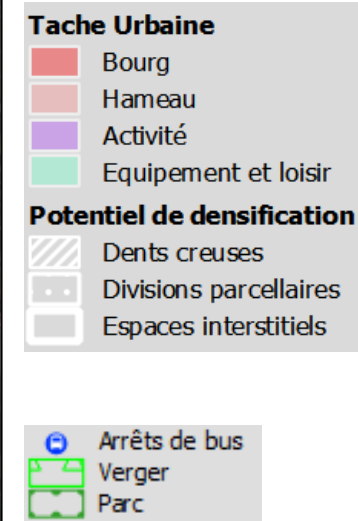 Tache Urbaine
Bourg
Hameau
Activité
Equipement et loisir
Potentiel de densification
Dents creuses
Divisions parcellaires
Espaces interstitiels
Arrêts de bus
Verger
Parc